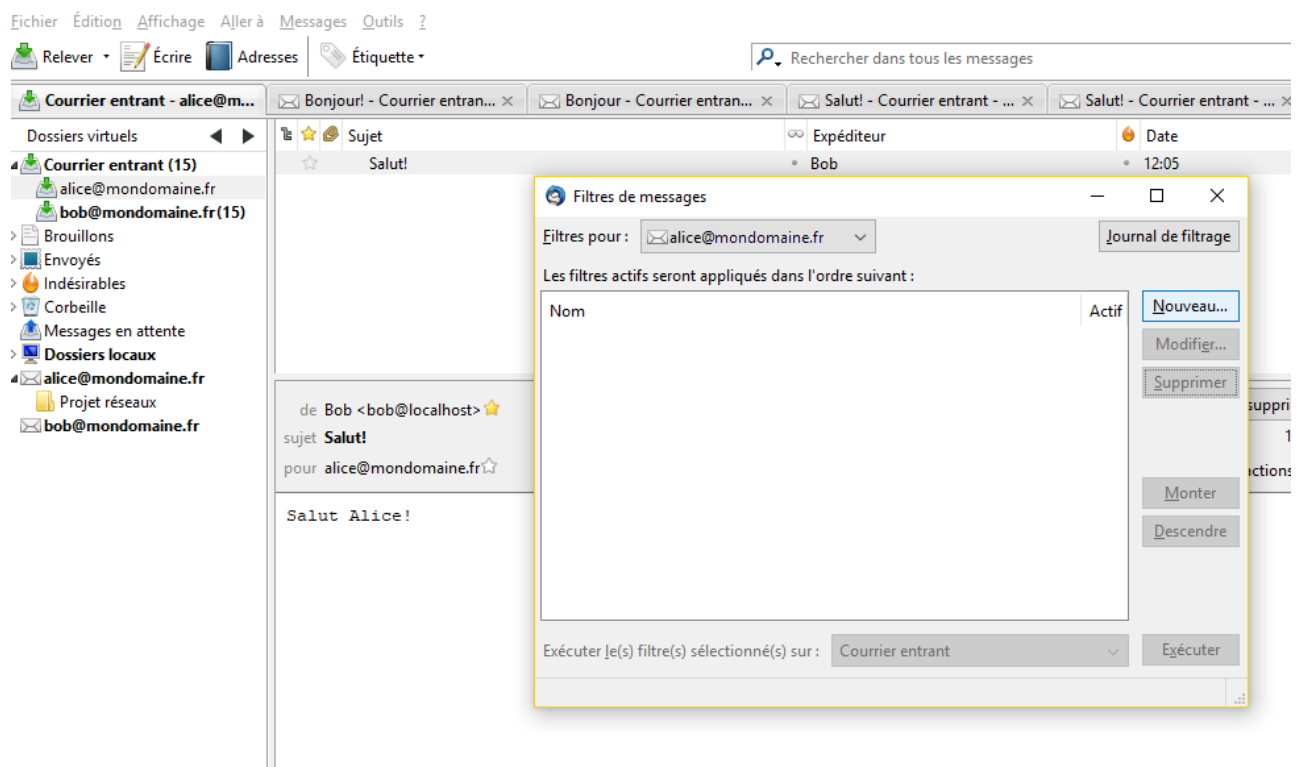 Fichier Édition Affichage Aller à Messages Outils ?
Relever Écrire Adresses Étiquette Rechercher dans tous les messages
Courrier entrant - alice@m... Bonjour! - Courrier entran... Bonjour - Courrier entran... Salut! - Courrier entrant - ... Salut! - Courrier entrant - ...
Dossiers virtuels
Courrier entrant (15)
alice@mondomaine.fr
bob@mondomaine.fr (15)
Brouillons
Envoyés
Indésirables
Corbeille
Messages en attente
Dossiers locaux
alice@mondomaine.fr
Projet réseaux
bob@mondomaine.fr
Sujet Expéditeur Date
Salut! Bob 12:05
de Bob <bob@localhost>
sujet Salut!
pour alice@mondomaine.fr
Salut Alice!
Filtres de messages
Filtres pour : alice@mondomaine.fr Journal de filtrage
Les filtres actifs seront appliqués dans l'ordre suivant :
Nom Actif
Nouveau...
Modifier...
Supprimer
Monter
Descendre
Exécuter le(s) filtre(s) sélectionné(s) sur : Courrier entrant Exécuter